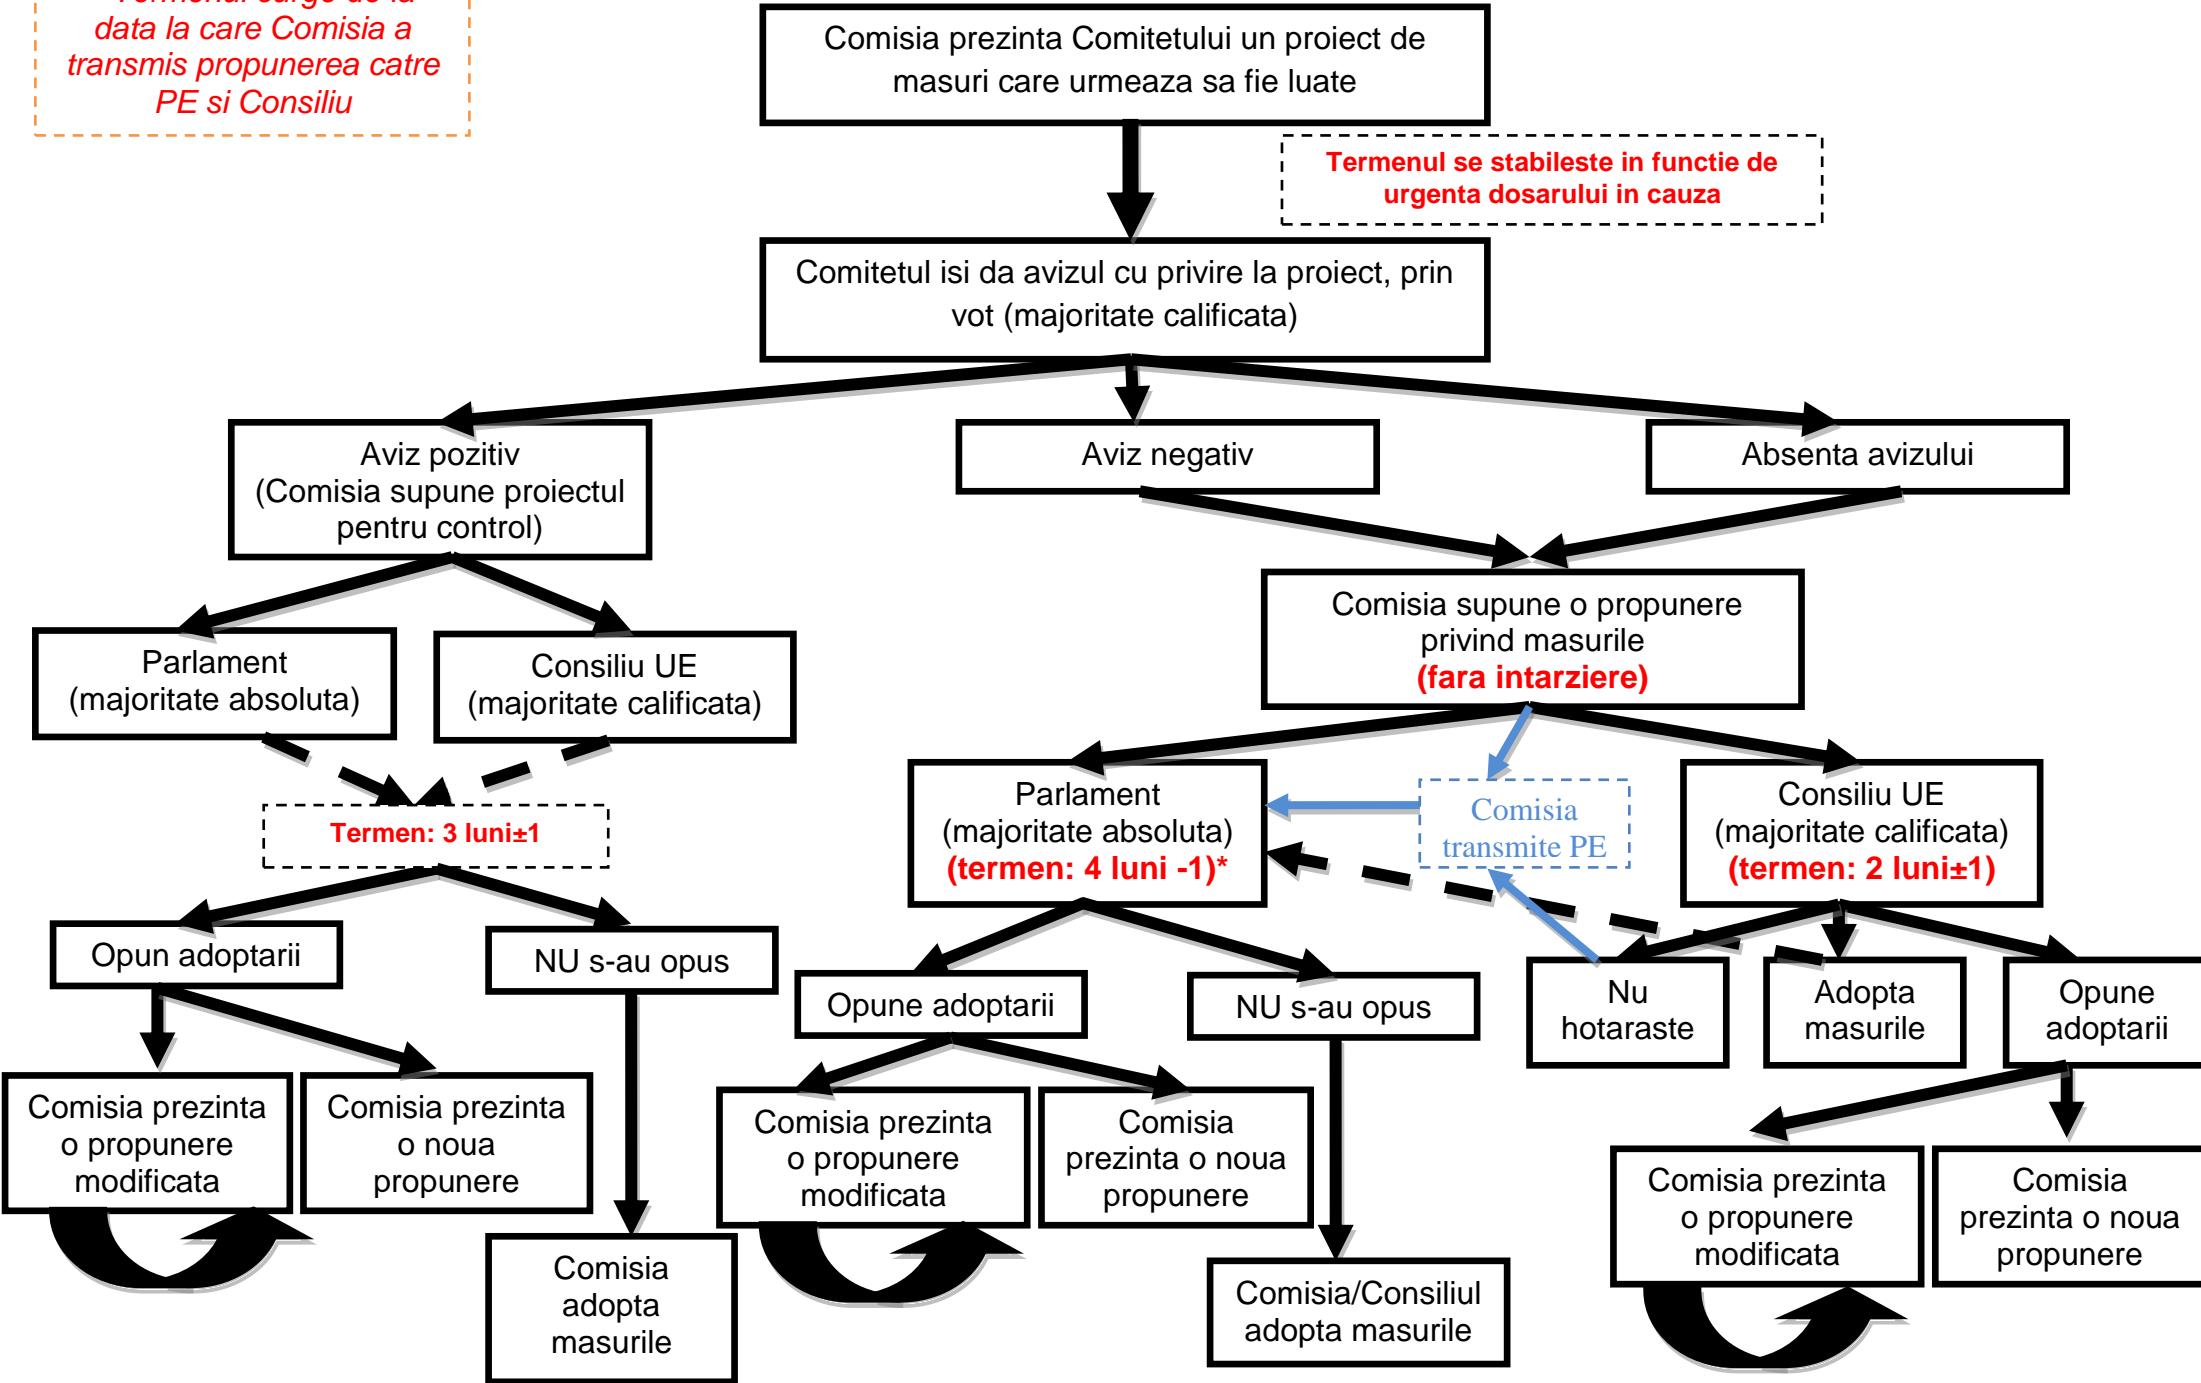 Termenul curge de la
data la care Comisia a
transmis propunerea catre
PE si Consiliu
Comisia prezinta Comitetului un proiect de
masuri care urmeaza sa fie luate
Termenul se stabileste in functie de
urgenta dosarului in cauza
Comitetul isi da avizul cu privire la proiect, prin
vot (majoritate calificata)
Aviz pozitiv
(Comisia supune proiectul
pentru control)
Aviz negativ
Absenta avizului
Comisia supune o propunere
privind masurile
(fara intarziere)
Parlament
(majoritate absoluta)
Consiliu UE
(majoritate calificata)
Termen: 3 luni±1
Parlament
(majoritate absoluta)
(termen: 4 luni -1)*
Comisia
transmite PE
Consiliu UE
(majoritate calificata)
(termen: 2 luni±1)
Opun adoptarii
NU s-au opus
Opune adoptarii
NU s-au opus
Nu
hotaraste
Adopta
masurile
Opune
adoptarii
Comisia prezinta
o propunere
modificata
Comisia prezinta
o noua
propunere
Comisia
adopta
masurile
Comisia prezinta
o propunere
modificata
Comisia
prezinta o noua
propunere
Comisia/Consiliul
adopta masurile
Comisia prezinta
o propunere
modificata
Comisia
prezinta o noua
propunere